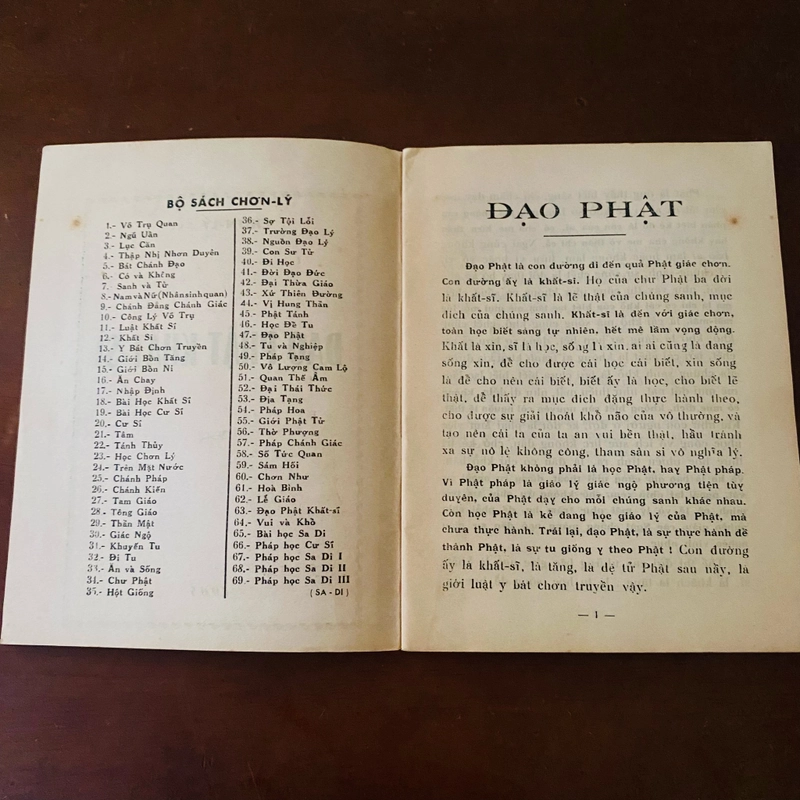 BỘ SÁCH CHƠN-LÝ
1.- Võ Trụ Quan
2.- Ngũ Uẩn
3.- Lục Căn
4.- Thập Nhị Nhơn Duyên
5.- Bát Chánh Đạo
6.- Có và Không
7. Sanh và Tử
8.- Nam và Nữ (Nhân sinh quan)
9.- Chánh Đẳng Chánh Giác
10.- Công Lý Võ Trụ
11.- Luật Khất Sĩ
12.- Khất Sĩ
13.- Y Bát Chơn Truyền
14.- Giới Bổn Tăng
15.- Giới Bổn Ni
16.- Ăn Chay
17.- Nhập Định
18.- Bài Học Khất Sĩ
19.- Bài Học Cư Sĩ
20.- Cư Sĩ
21.- Tâm
22.- Tánh Thủy
23.- Học Chơn Lý
24.- Trên Mặt Nước
25.- Chánh Pháp
26.- Chánh Kiến
27.- Tam Giáo
28.- Tông Giáo
29.- Thần Mật
30.- Giác Ngộ
31.- Khuyến Tu
32.- Đi Tu
33.- Ăn và Sống
34.- Chư Phật
35.- Hột Giống
36.- Sợ Tội Lỗi
37.- Trường Đạo Lý
38.- Nguồn Đạo Lý
39.- Con Sư Tử
40.- Đi Học
41.- Đời Đạo Đức
42.- Đại Thừa Giáo
43.- Xứ Thiên Đường
44.- Vị Hung Thần
45.- Phật Tánh
46.- Học Để Tu
47.- Đạo Phật
48.- Tu và Nghiệp
49.- Pháp Tạng
50.- Vô Lượng Cam Lộ
51.- Quan Thế Âm
52.- Đại Thái Thức
53.- Địa Tạng
54.- Pháp Hoa
55.- Giới Phật Tử
56.- Thờ Phượng
57.- Pháp Chánh Giác
58.- Số Tức Quan
59.- Sám Hối
60.- Chơn Như
61.- Hoà Bình
62.- Lễ Giáo
63.- Đạo Phật Khất-sĩ
64.- Vui và Khổ
65.- Bài học Sa Di
66.- Pháp học Cư Sĩ
67.- Pháp học Sa Di I
68.- Pháp học Sa Di II
69.- Pháp học Sa Di III
(SA - DI)
ĐẠO PHẬT
Đạo Phật là con đường đi đến quả Phật giác chơn.
Con đường ấy là khất-sĩ. Họ của chư Phật ba đời
là khất-sĩ. Khất-sĩ là lẽ thật của chúng sanh, mục
đích của chúng sanh. Khất-sĩ là đến với giác chơn,
toàn học biết sáng tự nhiên, hết mê lầm vọng động.
Khất là xin, sĩ là học, sống là xin, ai ai cũng là đang
sống xin, để cho được cái học cái biết, xin sống
là để cho nên cái biết, biết ấy là học, cho biết lẽ
thật, để thấy ra mục đích đặng thực hành theo,
cho được sự giải thoát khổ não của vô thường, và
tạo nên cái ta của ta an vui bền thật, hầu tránh
xa sự nô lệ không công, tham sân si vô nghĩa lý.
Đạo Phật không phải là học Phật, hay Phật pháp.
Vì Phật pháp là giáo lý giác ngộ phương tiện tùy
duyên, của Phật dạy cho mỗi chúng sanh khác nhau.
Còn học Phật là kẻ đang học giáo lý của Phật, mà
chưa thực hành. Trái lại, đạo Phật, là sự thực hành để
thành Phật, là sự tu giống y theo Phật ! Con đường
ấy là khất-sĩ, là tăng, là đệ tử Phật sau nầy, là
giới luật y bát chơn truyền vậy.
— 1 —